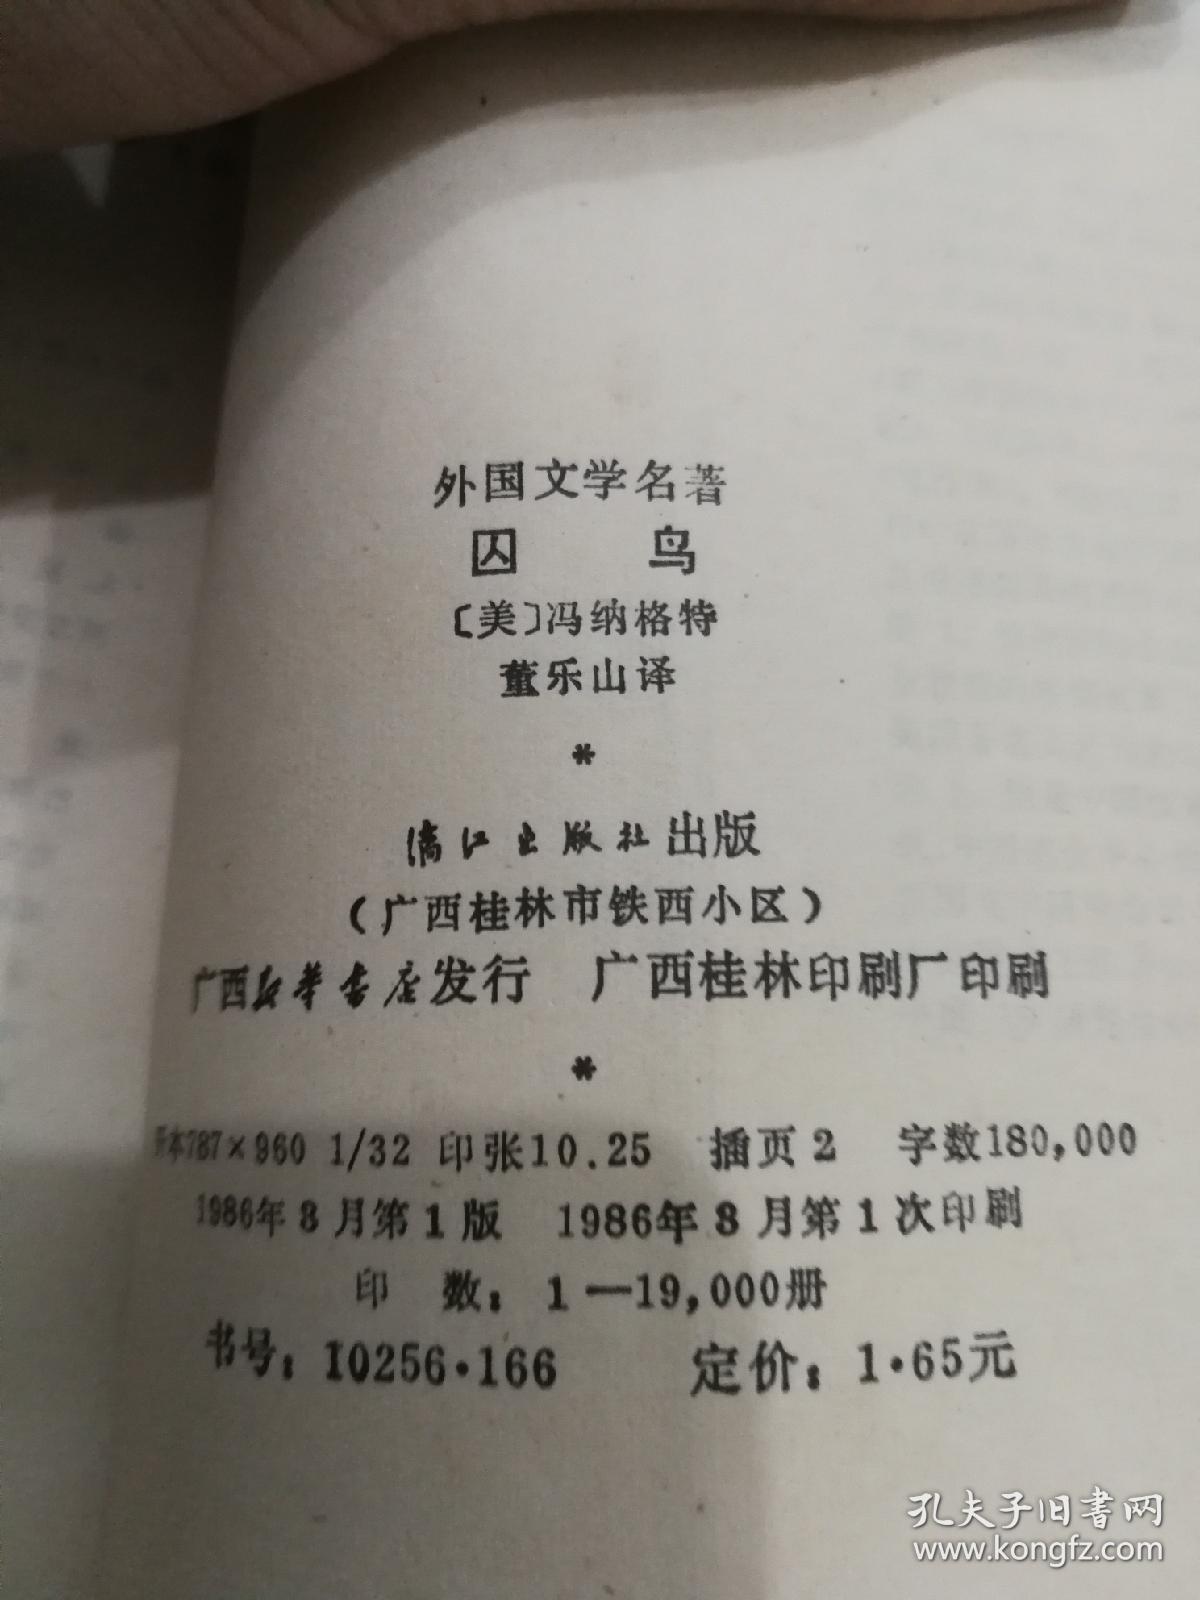 外国文学名著
囚 鸟
〔美〕冯纳格特
董乐山译
*
漓江出版社出版
(广西桂林市铁西小区)
广西新华书店发行 广西桂林印刷厂印刷
*
开本787×960 1/32 印张10.25 插页2 字数180,000
1986年8月第1版 1986年8月第1次印刷
印 数：1—19,000册
书号：10256·166 定价：1·65元
孔夫子旧书网
www.kongfz.com